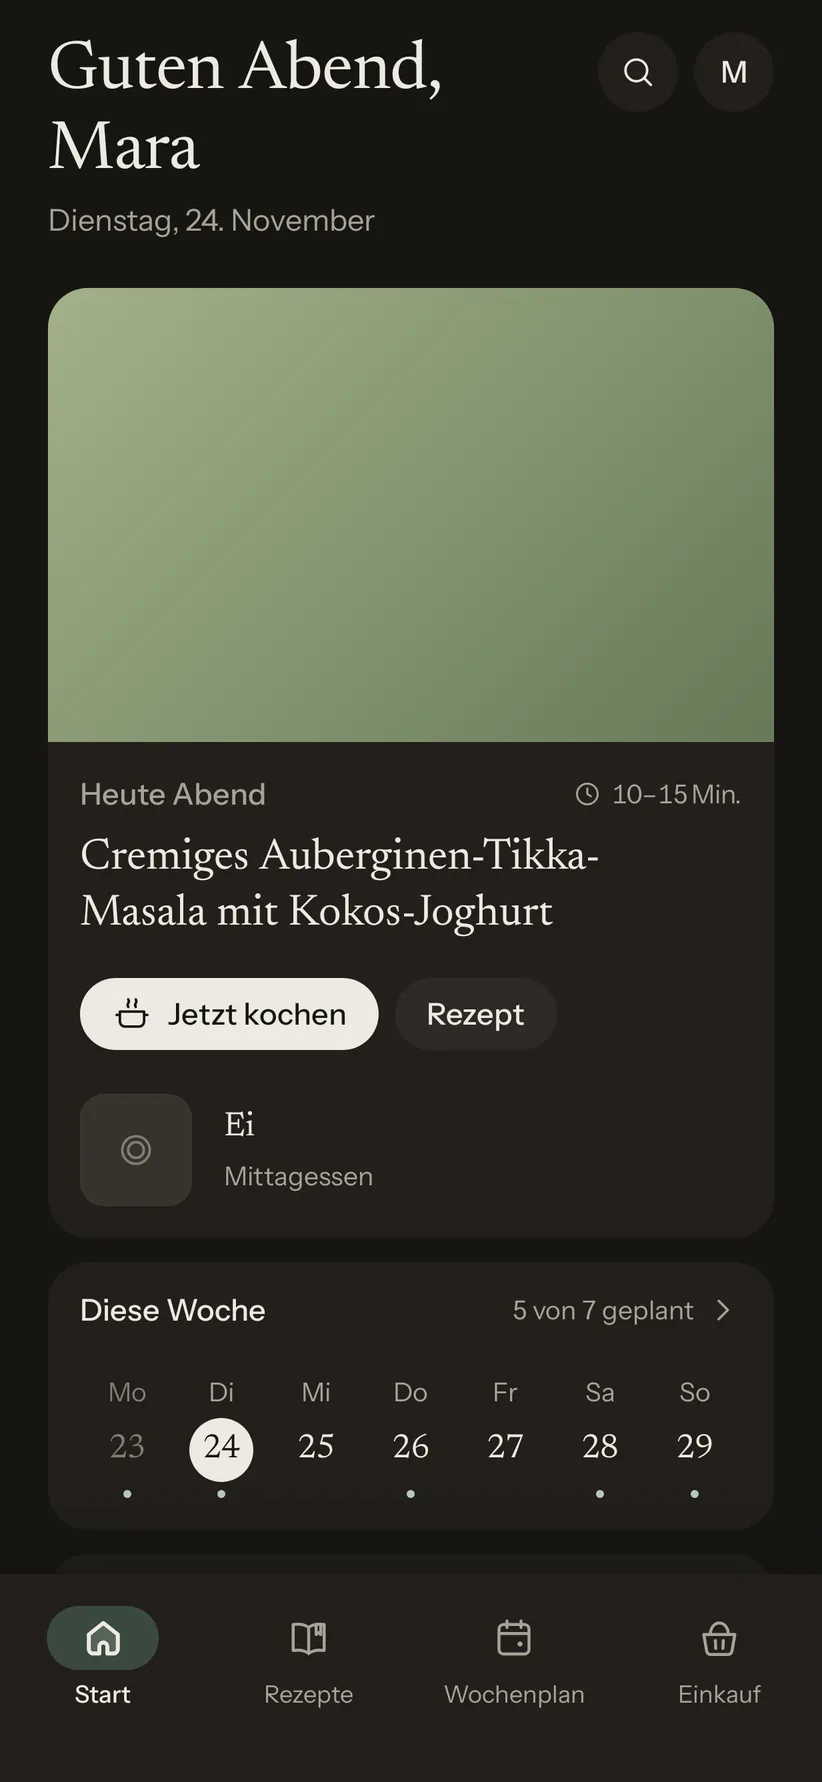 Guten Abend,
Mara
M
Dienstag, 24. November
Heute Abend
10–15 Min.
Cremiges Auberginen-Tikka-
Masala mit Kokos-Joghurt
Jetzt kochen
Rezept
Ei
Mittagessen
Diese Woche
5 von 7 geplant
Mo Di Mi Do Fr Sa So
23 24 25 26 27 28 29
Start Rezepte Wochenplan Einkauf